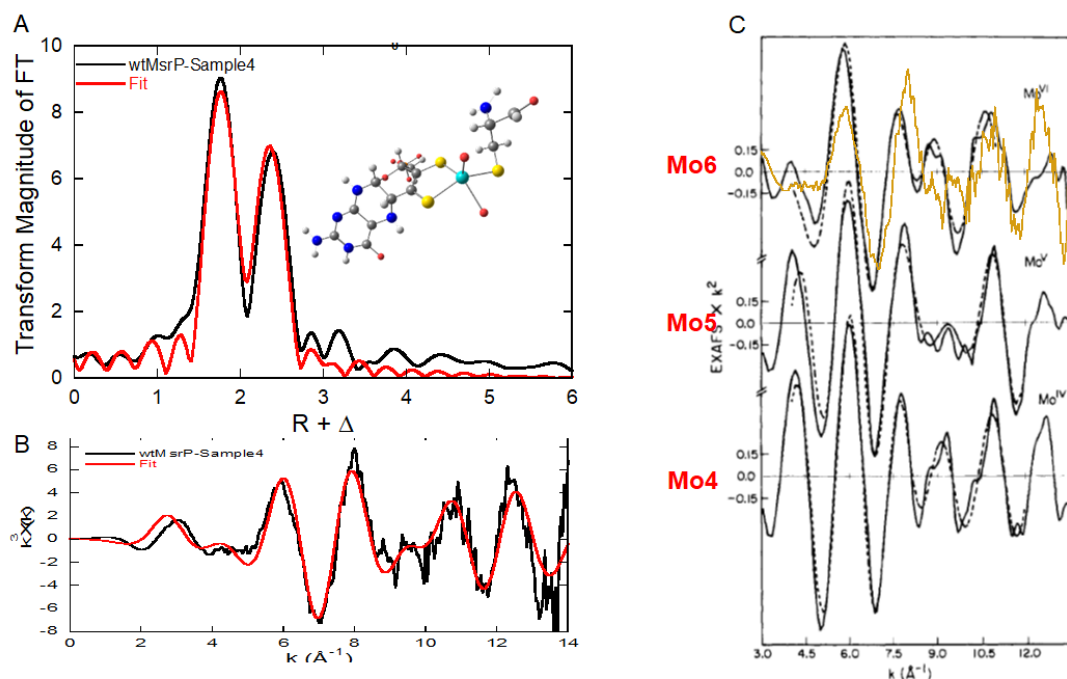 A
Transform Magnitude of FT
10
8
6
4
2
0
wtMsrP-Sample4
Fit
0 1 2 3 4 5 6
R + Δ
B
k³X(k)
8
6
4
2
0
-2
-4
-6
-8
wtMsrP-Sample4
Fit
0 2 4 6 8 10 12 14
k (Å⁻¹)
C
Mo6
Mo5
Mo4
EXAFS X k²
0.15
0.0
-0.15
0.15
0.0
-0.15
0.15
0.0
-0.15
Mo^VI
Mo^V
Mo^IV
3.0 4.5 6.0 7.5 9.0 10.5 12.0
k (Å⁻¹)